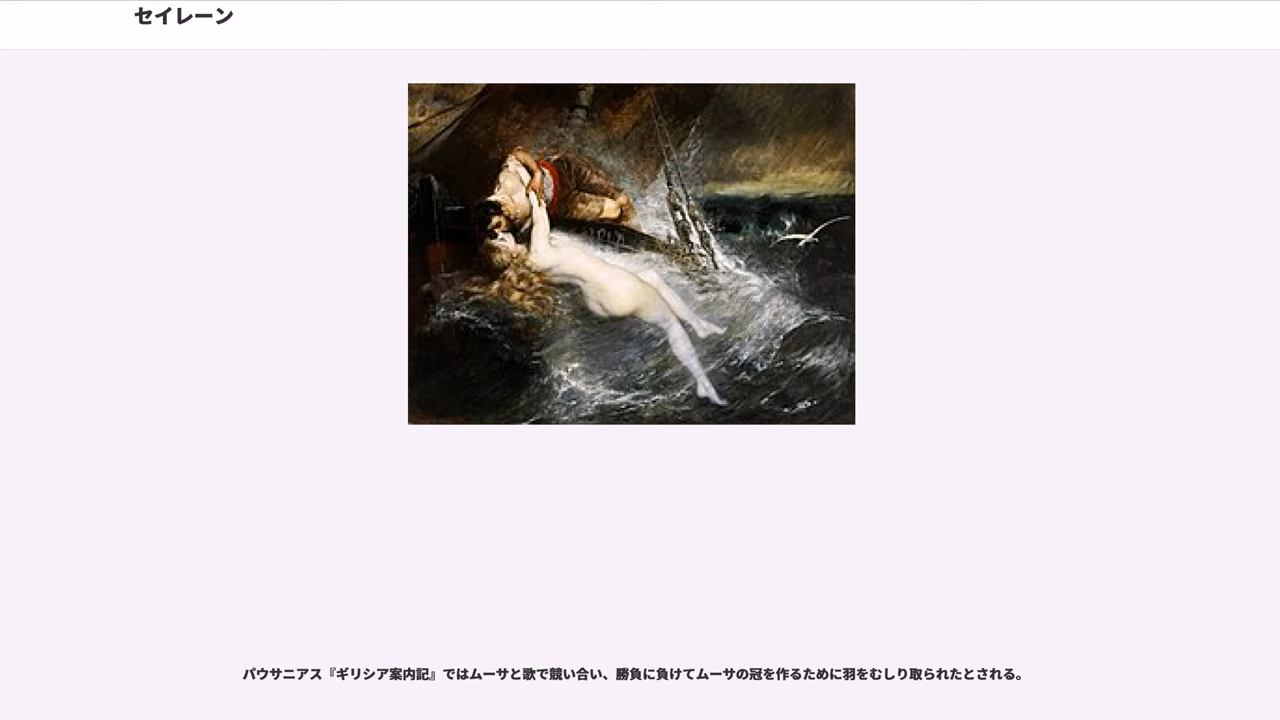 セイレーン
パウサニアス『ギリシア案内記』ではムーサと歌で競い合い、勝負に負けてムーサの冠を作るために羽をむしり取られたとされる。